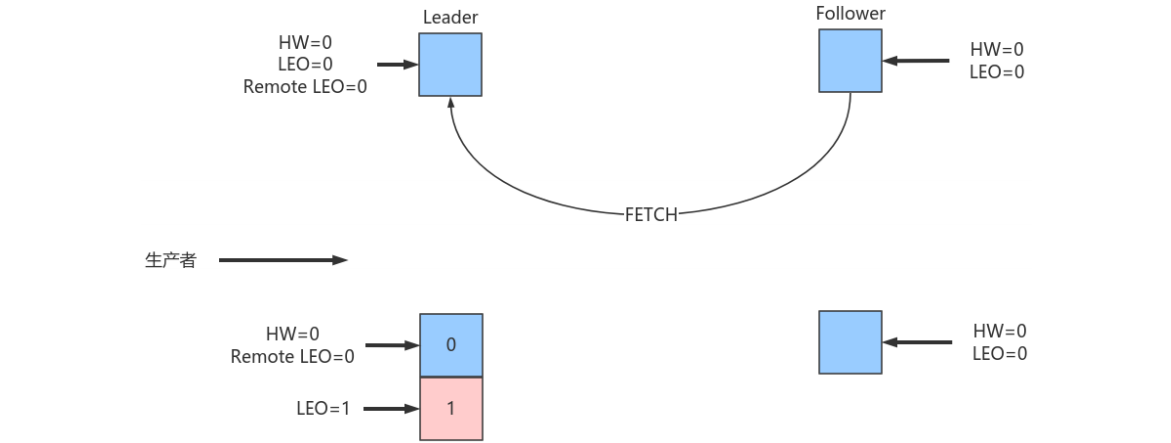 Leader
Follower
HW=0
LEO=0
Remote LEO=0
HW=0
LEO=0
FETCH
生产者
HW=0
Remote LEO=0
0
HW=0
LEO=0
LEO=1
1